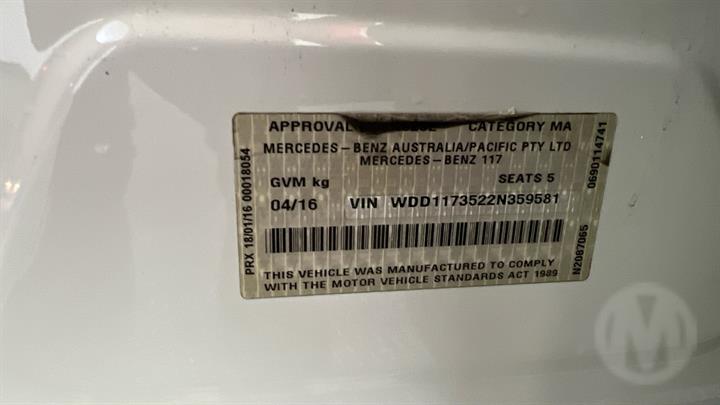 APPROVAL CATEGORY MA
MERCEDES-BENZ AUSTRALIA/PACIFIC PTY LTD
MERCEDES-BENZ 117
GVM kg SEATS 5
04/16 VIN WDD1173522N359581
THIS VEHICLE WAS MANUFACTURED TO COMPLY
WITH THE MOTOR VEHICLE STANDARDS ACT 1989
PRX 18/01/16 00018054
0690114741
N2087065
M